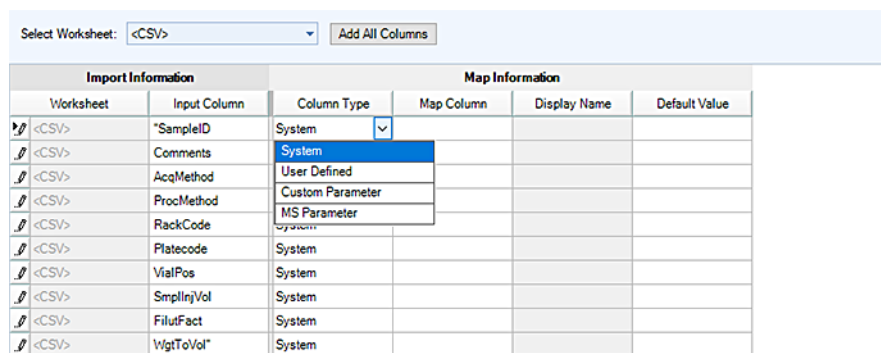 Select Worksheet: <CSV> Add All Columns
Import Information Map Information
Worksheet Input Column Column Type Map Column Display Name Default Value
<CSV> "SampleID System
<CSV> Comments System
<CSV> AcqMethod User Defined
<CSV> ProcMethod Custom Parameter
MS Parameter
<CSV> RackCode System
<CSV> Platecode System
<CSV> VialPos System
<CSV> SmplInjVol System
<CSV> FilutFact System
<CSV> WgtToVol" System